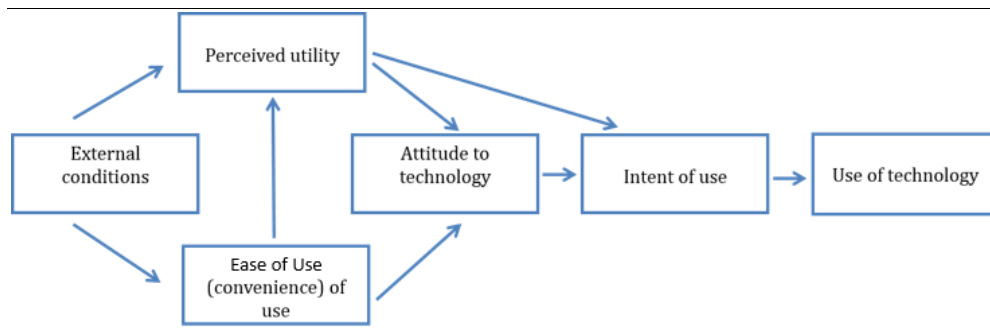 Perceived utility
External
conditions
Attitude to
technology
Intent of use
Use of technology
Ease of Use
(convenience) of
use